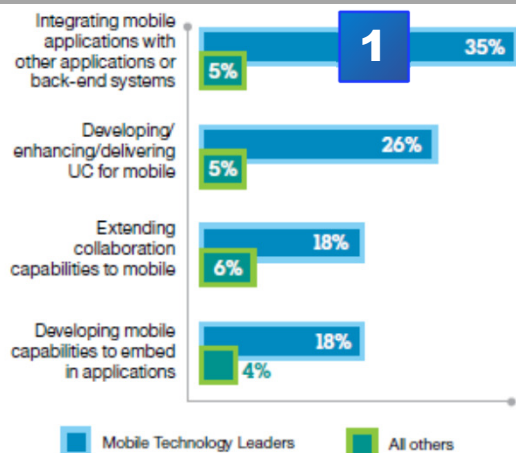 Integrating mobile
applications with
other applications or
back-end systems
1
35%
5%
Developing/
enhancing/delivering
UC for mobile
26%
5%
Extending
collaboration
capabilities to mobile
18%
6%
Developing mobile
capabilities to embed
in applications
18%
4%
Mobile Technology Leaders
All others